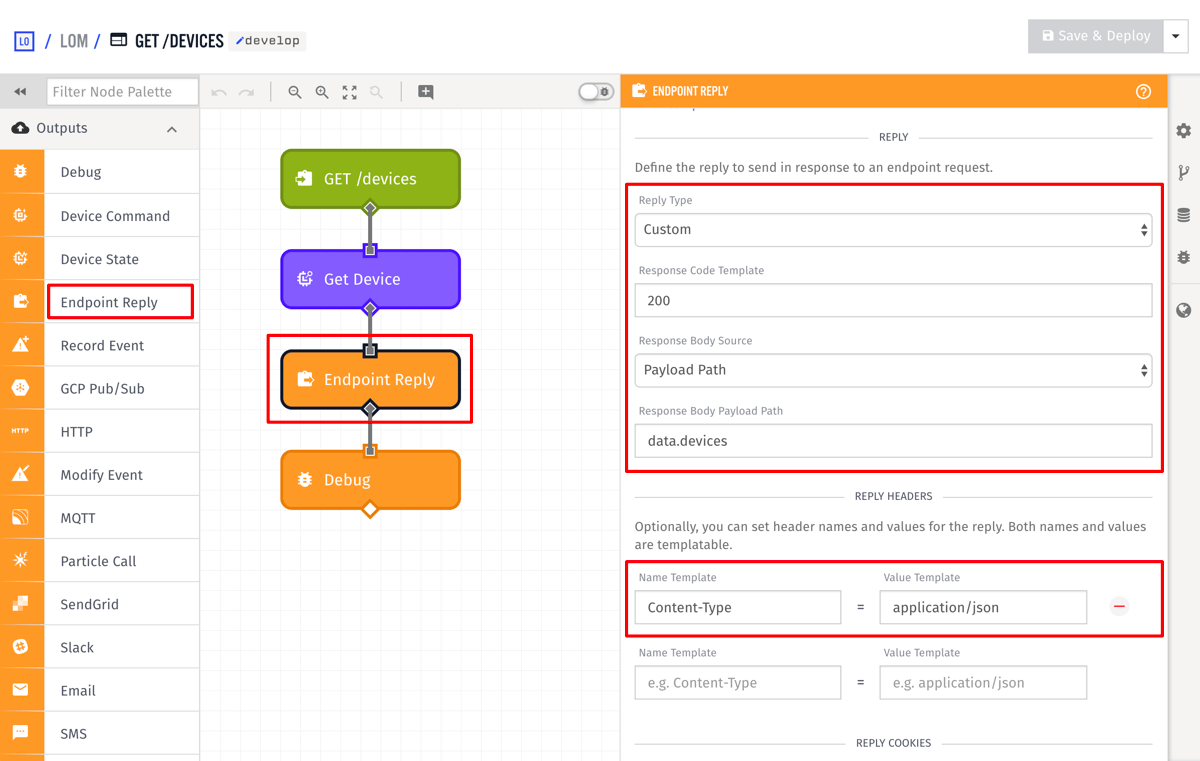 LO / LOM / GET /DEVICES develop
Save & Deploy
Filter Node Palette
Outputs
Debug
Device Command
Device State
Endpoint Reply
Record Event
GCP Pub/Sub
HTTP HTTP
Modify Event
MQTT
Particle Call
SendGrid
Slack
Email
SMS
GET /devices
Get Device
Endpoint Reply
Debug
ENDPOINT REPLY
REPLY
Define the reply to send in response to an endpoint request.
Reply Type
Custom
Response Code Template
200
Response Body Source
Payload Path
Response Body Payload Path
data.devices
REPLY HEADERS
Optionally, you can set header names and values for the reply. Both names and values
are templatable.
Name Template Value Template
Content-Type = application/json
Name Template Value Template
e.g. Content-Type = e.g. application/json
REPLY COOKIES